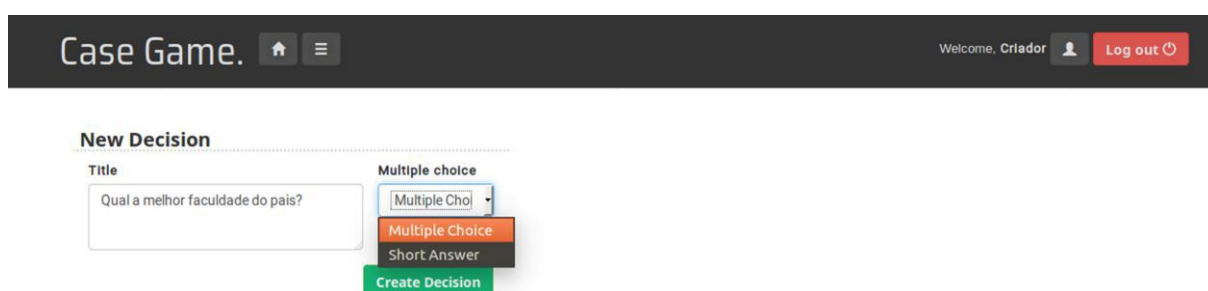 Case Game.
Welcome, Criador
Log out
New Decision
Title
Multiple choice
Qual a melhor faculdade do pais?
Multiple Cho
Multiple Choice
Short Answer
Create Decision